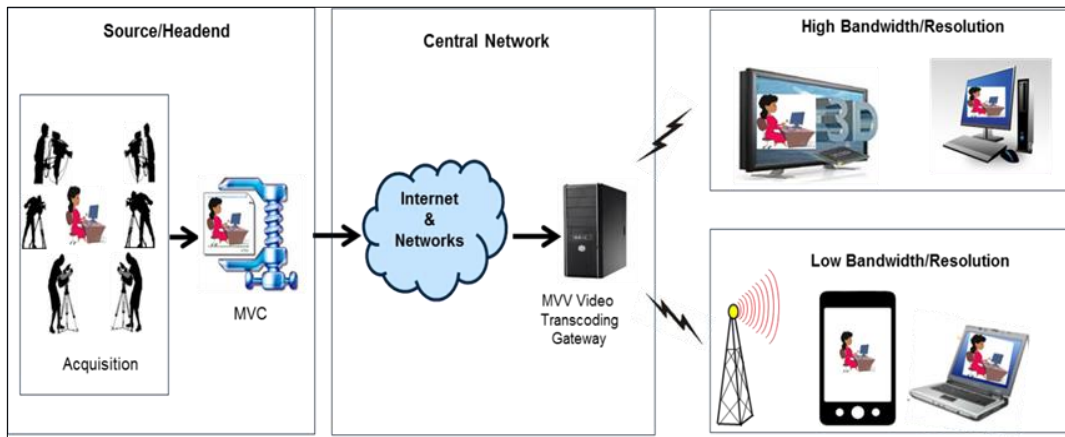 Source/Headend
Acquisition
MVC
Central Network
Internet
&
Networks
MVV Video
Transcoding
Gateway
High Bandwidth/Resolution
3D
Low Bandwidth/Resolution